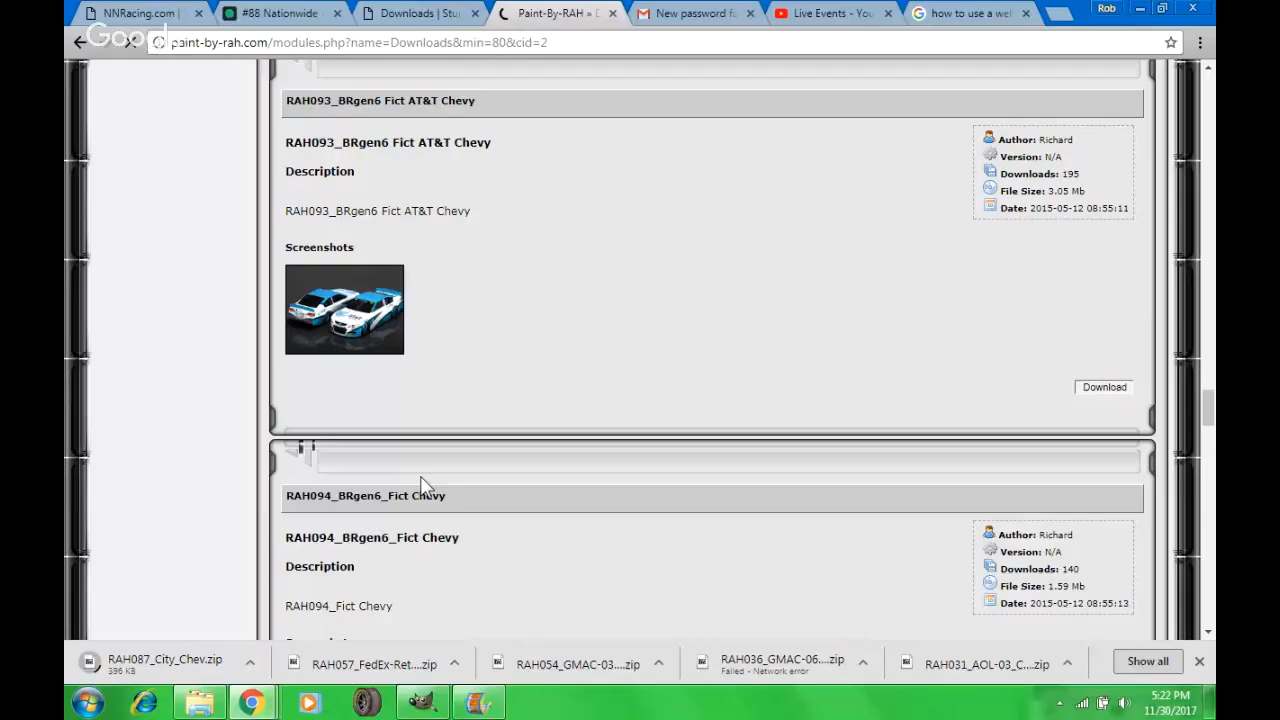 NNRacing.com |
#88 Nationwide
Downloads | Stu
Paint-By-RAH » D
New password f
Live Events - You
how to use a wel
Rob
paint-by-rah.com/modules.php?name=Downloads&min=80&cid=2
RAH093_BRgen6 Fict AT&T Chevy
RAH093_BRgen6 Fict AT&T Chevy
Description
RAH093_BRgen6 Fict AT&T Chevy
Screenshots
Author: Richard
Version: N/A
Downloads: 195
File Size: 3.05 Mb
Date: 2015-05-12 08:55:11
Download
RAH094_BRgen6_Fict Chevy
RAH094_BRgen6_Fict Chevy
Description
RAH094_Fict Chevy
Author: Richard
Version: N/A
Downloads: 140
File Size: 1.59 Mb
Date: 2015-05-12 08:55:13
RAH087_City_Chev.zip
396 KB
RAH057_FedEx-Ret....zip
RAH054_GMAC-03....zip
RAH036_GMAC-06....zip
Failed - Network error
RAH031_AOL-03_C....zip
Show all
5:22 PM
11/30/2017